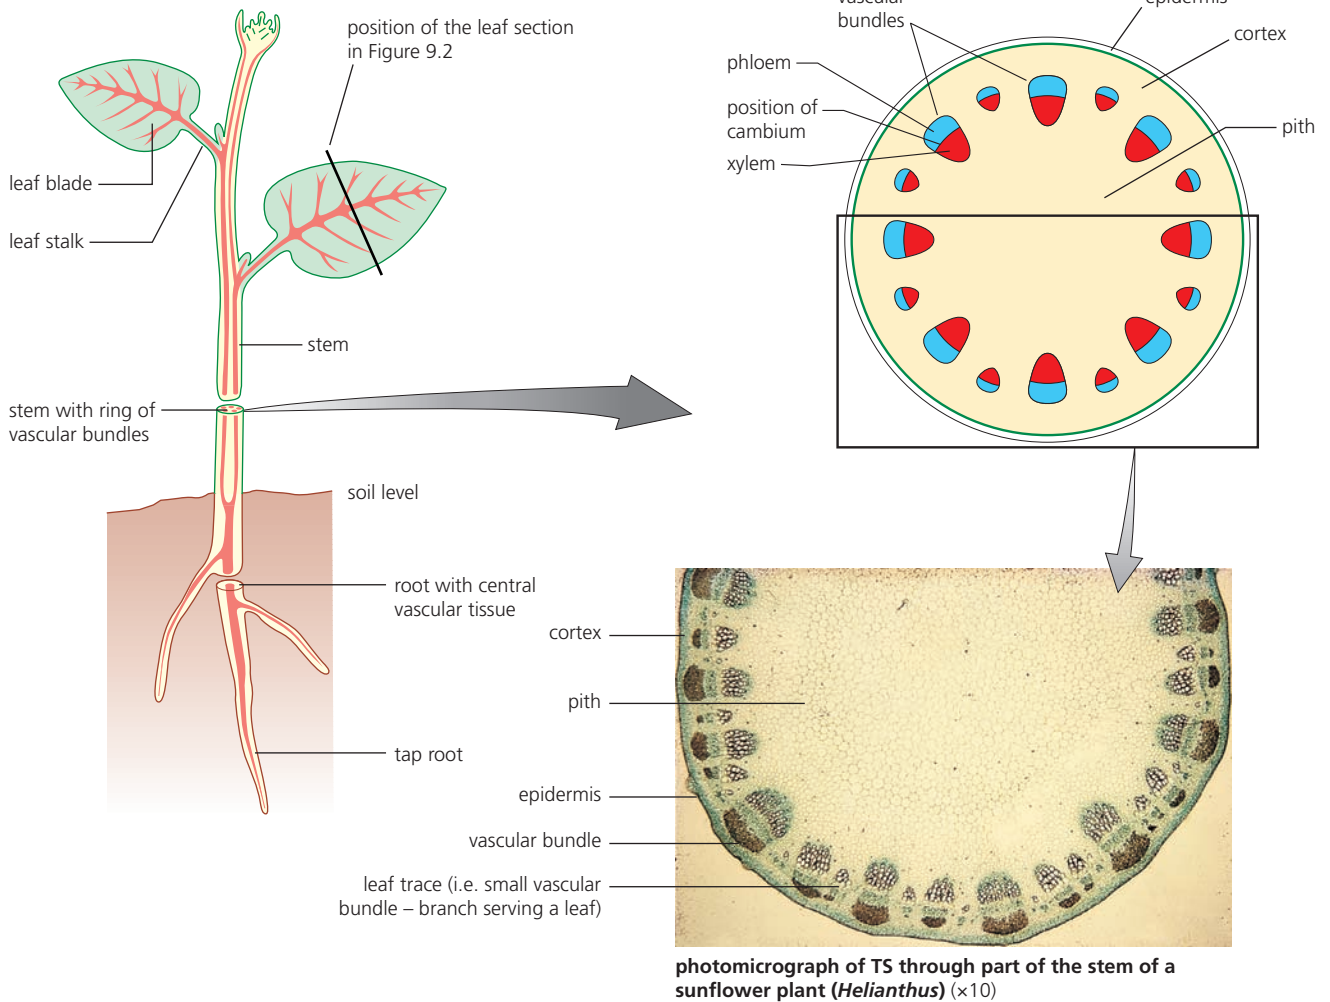 position of the leaf section
in Figure 9.2
leaf blade
leaf stalk
stem
stem with ring of
vascular bundles
soil level
root with central
vascular tissue
tap root
vascular
bundles
epidermis
cortex
phloem
position of
cambium
xylem
pith
cortex
pith
epidermis
vascular bundle
leaf trace (i.e. small vascular
bundle – branch serving a leaf)
photomicrograph of TS through part of the stem of a
sunflower plant (Helianthus) (×10)